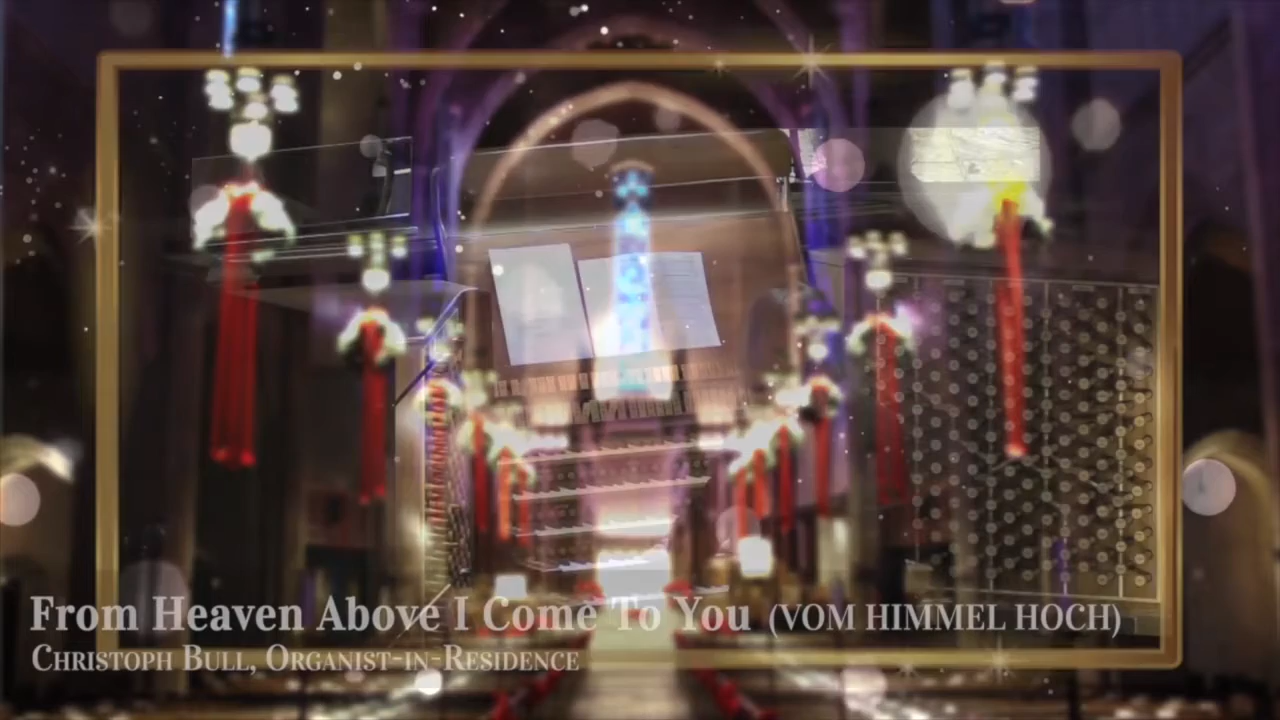 From Heaven Above I Come To You (VOM HIMMEL HOCH)
Christoph Bull, Organist-in-Residence